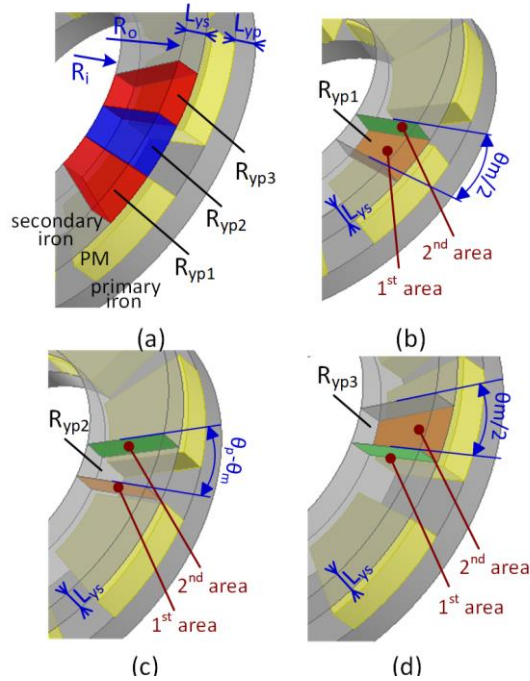 Ro
Lys
Lyp
Ri
Ryp3
Ryp2
Ryp1
secondary
iron
PM
primary
iron
(a)
Ryp1
θm/2
Lys
2nd area
1st area
(b)
Ryp2
θp-θm
Lys
2nd area
1st area
(c)
Ryp3
θm/2
Lys
2nd area
1st area
(d)